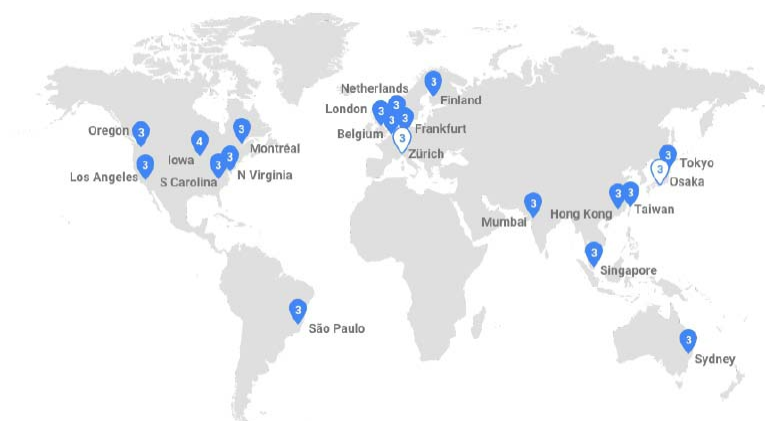 3
Netherlands
3
Finland
London
3
3
3
Belgium
Frankfurt
3
Zürich
Oregon
3
Iowa
4
3
Montréal
Los Angeles
3
S Carolina
3
3
N Virginia
3
Tokyo
3
Osaka
Mumbai
3
Hong Kong
3
3
Taiwan
3
Singapore
3
São Paulo
3
Sydney